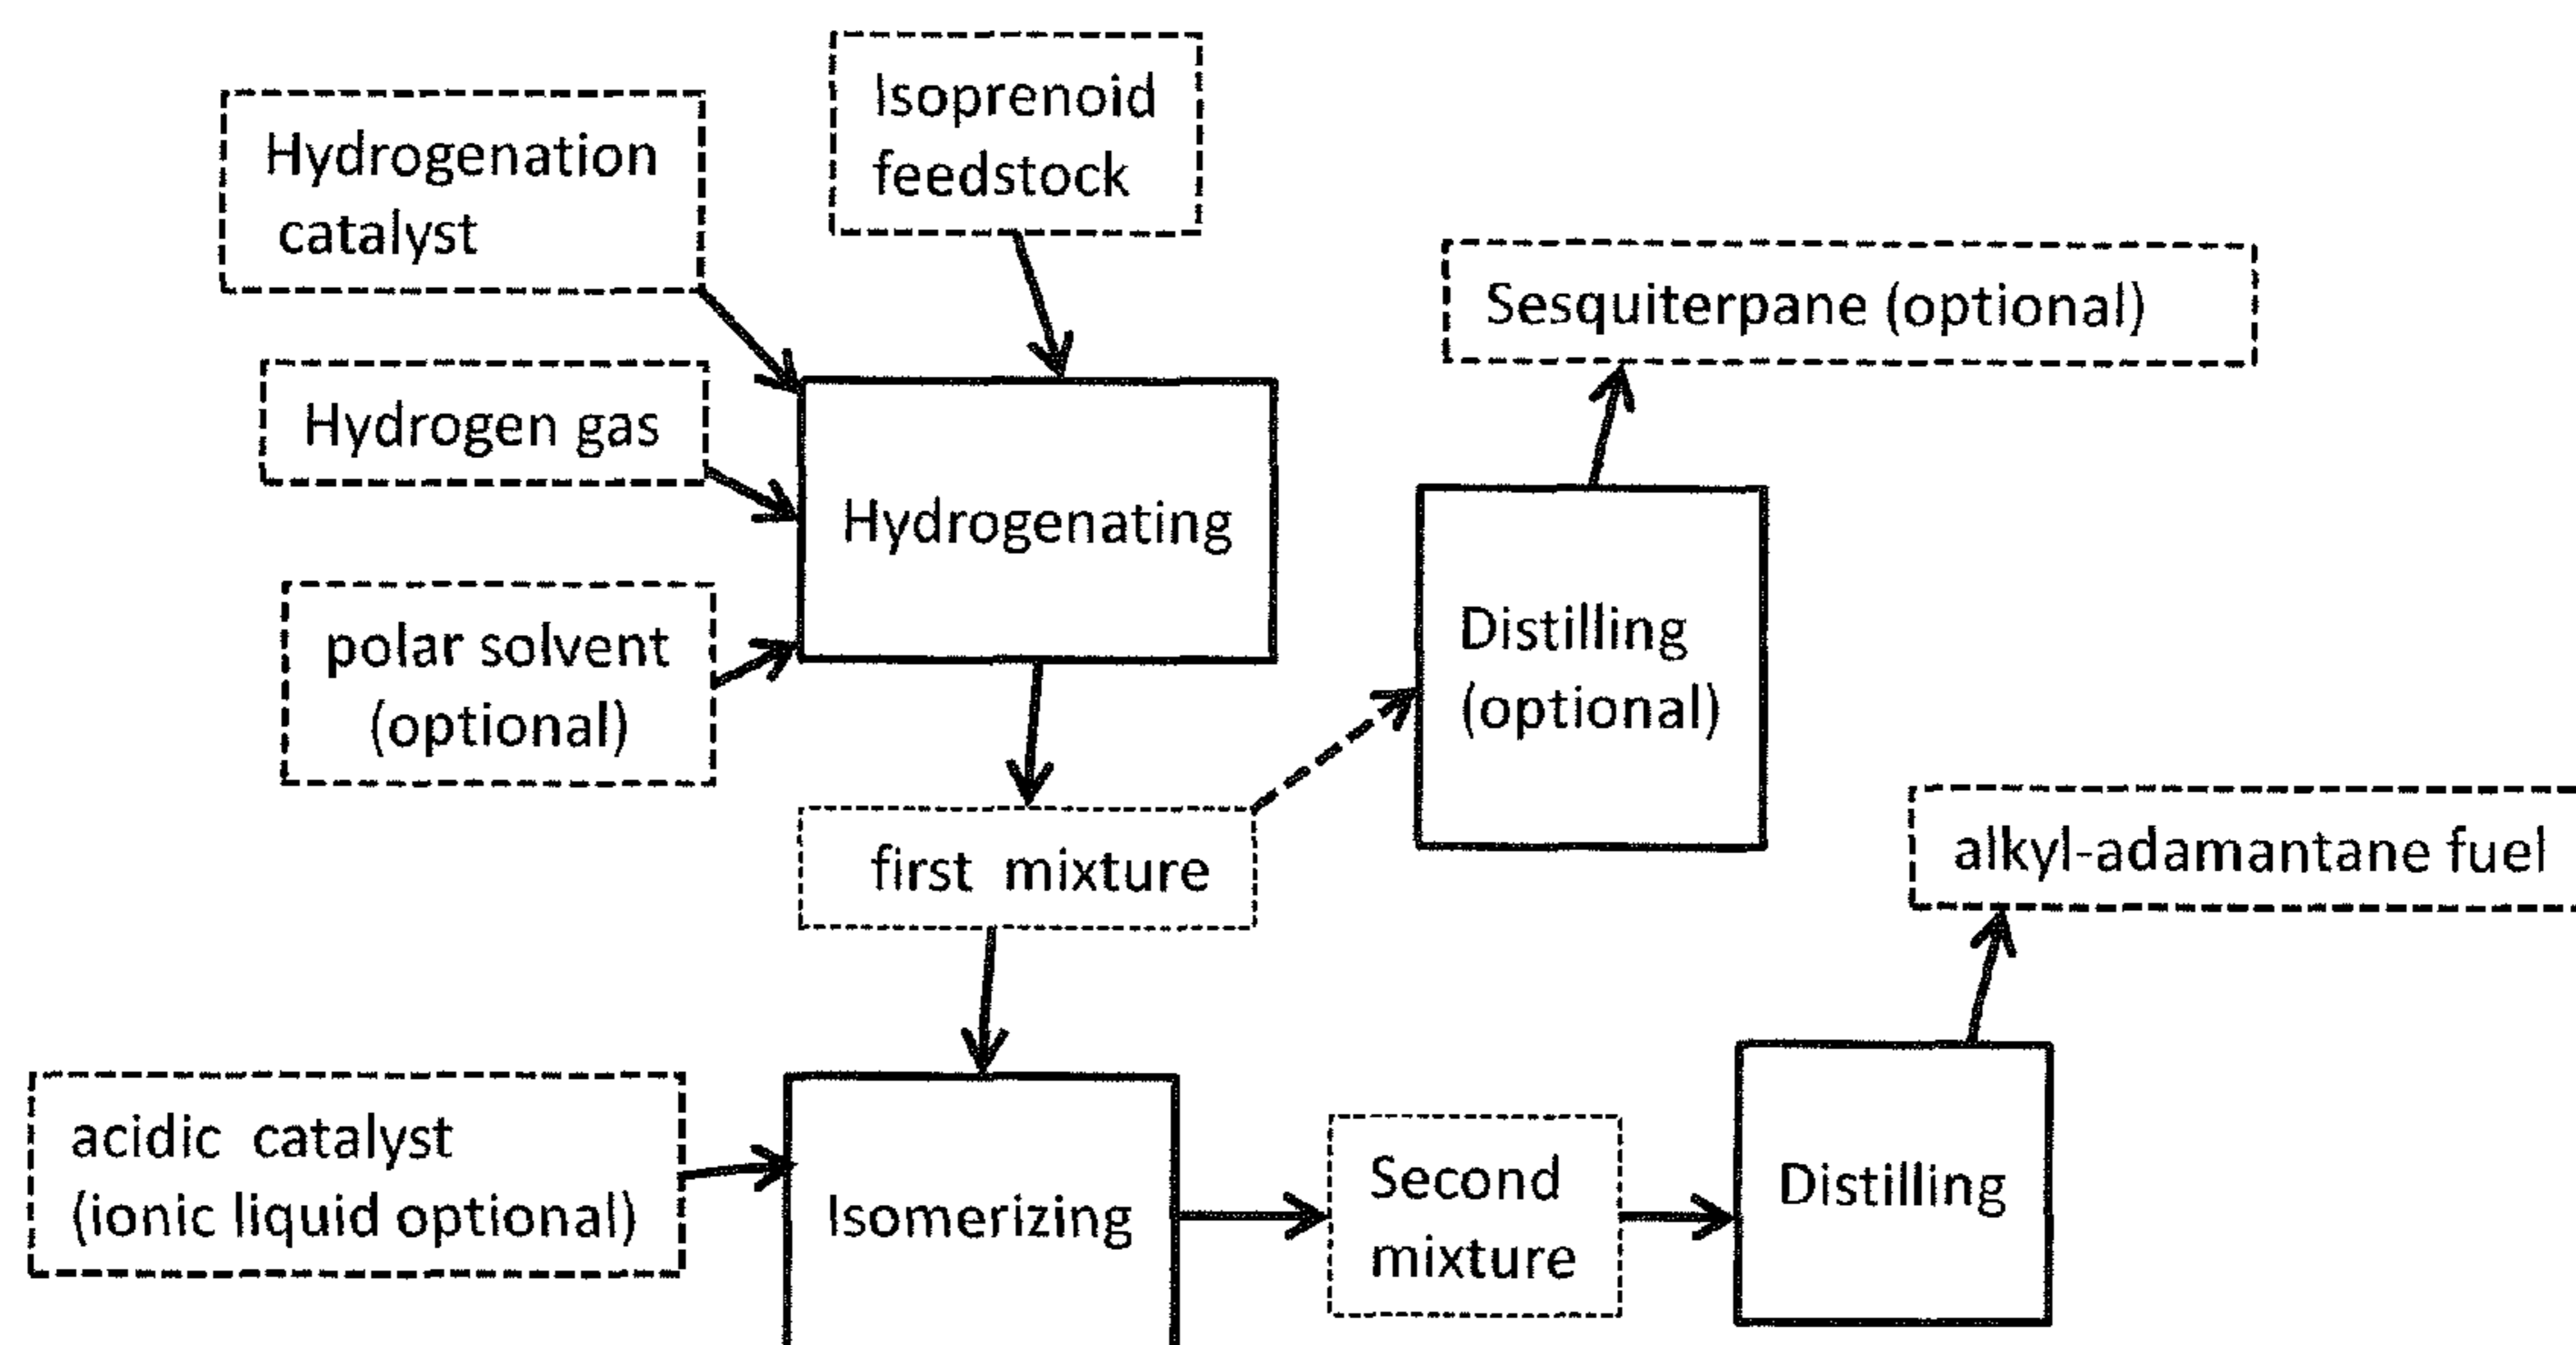 Isoprenoid
feedstock
Hydrogenation
catalyst
Hydrogen gas
polar solvent
(optional)
Hydrogenating
Sesquiterpane (optional)
Distilling
(optional)
first mixture
alkyl-adamantane fuel
acidic catalyst
(ionic liquid optional)
Isomerizing
Second
mixture
Distilling